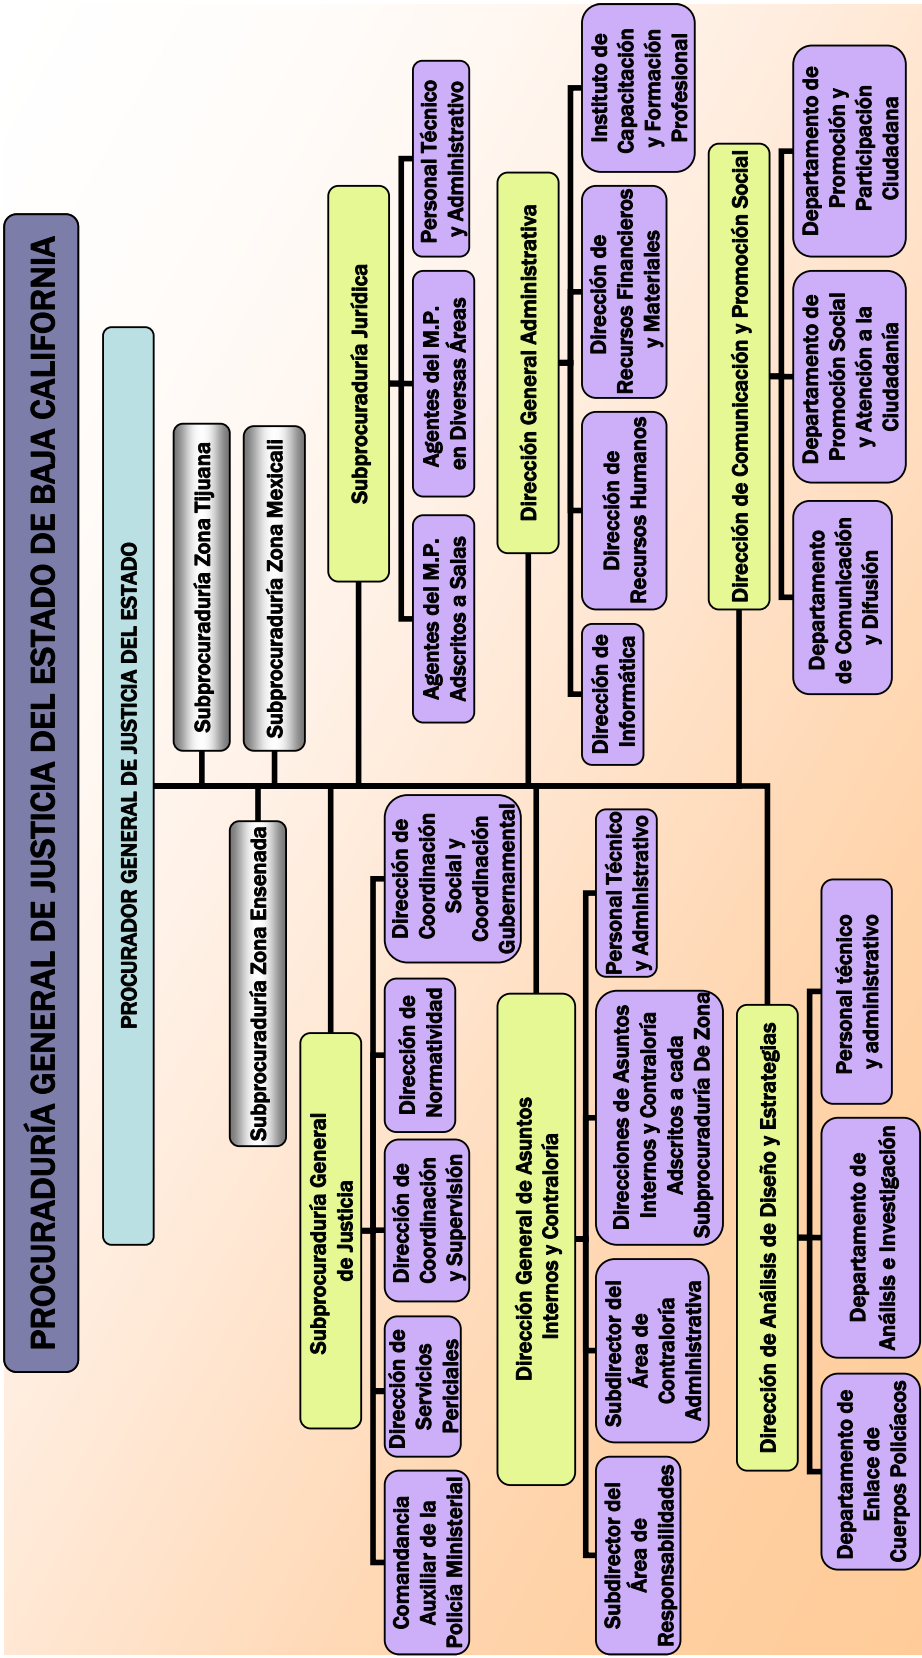 PROCURADURÍA GENERAL DE JUSTICIA DEL ESTADO DE BAJA CALIFORNIA
PROCURADOR GENERAL DE JUSTICIA DEL ESTADO
Subprocuraduría Zona Tijuana
Subprocuraduría Zona Ensenada
Subprocuraduría Zona Mexicali
Subprocuraduría General
de Justicia
Subprocuraduría Jurídica
Comandancia
Auxiliar de la
Policía Ministerial
Dirección de
Servicios
Periciales
Dirección de
Coordinación
y Supervisión
Dirección de
Normatividad
Dirección de
Coordinación
Social y
Coordinación
Gubernamental
Agentes del M.P.
Adscritos a Salas
Agentes del M.P.
en Diversas Áreas
Personal Técnico
y Administrativo
Dirección General de Asuntos
Internos y Contraloría
Dirección General Administrativa
Subdirector del
Área de
Responsabilidades
Subdirector del
Área de
Contraloría
Administrativa
Direcciones de Asuntos
Internos y Contraloría
Adscritos a cada
Subprocuraduría De Zona
Personal Técnico
y Administrativo
Dirección de
Informática
Dirección de
Recursos Humanos
Dirección de
Recursos Financieros
y Materiales
Instituto de
Capacitación
y Formación
Profesional
Dirección de Análisis de Diseño y Estrategias
Dirección de Comunicación y Promoción Social
Departamento de
Enlace de
Cuerpos Policíacos
Departamento de
Análisis e Investigación
Personal técnico
y administrativo
Departamento
de Comunicación
y Difusión
Departamento de
Promoción Social
y Atención a la
Ciudadanía
Departamento de
Promoción y
Participación
Ciudadana